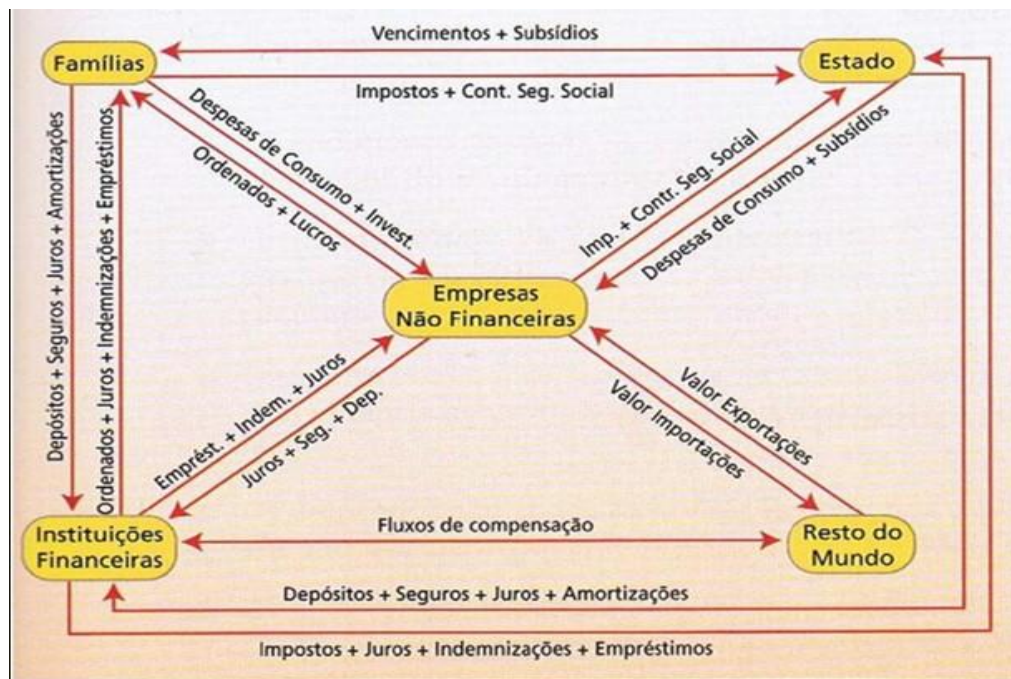 Vencimentos + Subsídios
Famílias
Estado
Impostos + Cont. Seg. Social
Despesas de Consumo + Invest.
Ordenados + Lucros
Imp. + Contr. Seg. Social
Despesas de Consumo + Subsídios
Depósitos + Seguros + Juros + Amortizações
Ordenados + Juros + Indemnizações + Empréstimos
Empresas
Não Financeiras
Emprést. + Indem. + Juros
Juros + Seg. + Dep.
Valor Exportações
Valor Importações
Instituições
Financeiras
Fluxos de compensação
Resto do
Mundo
Depósitos + Seguros + Juros + Amortizações
Impostos + Juros + Indemnizações + Empréstimos